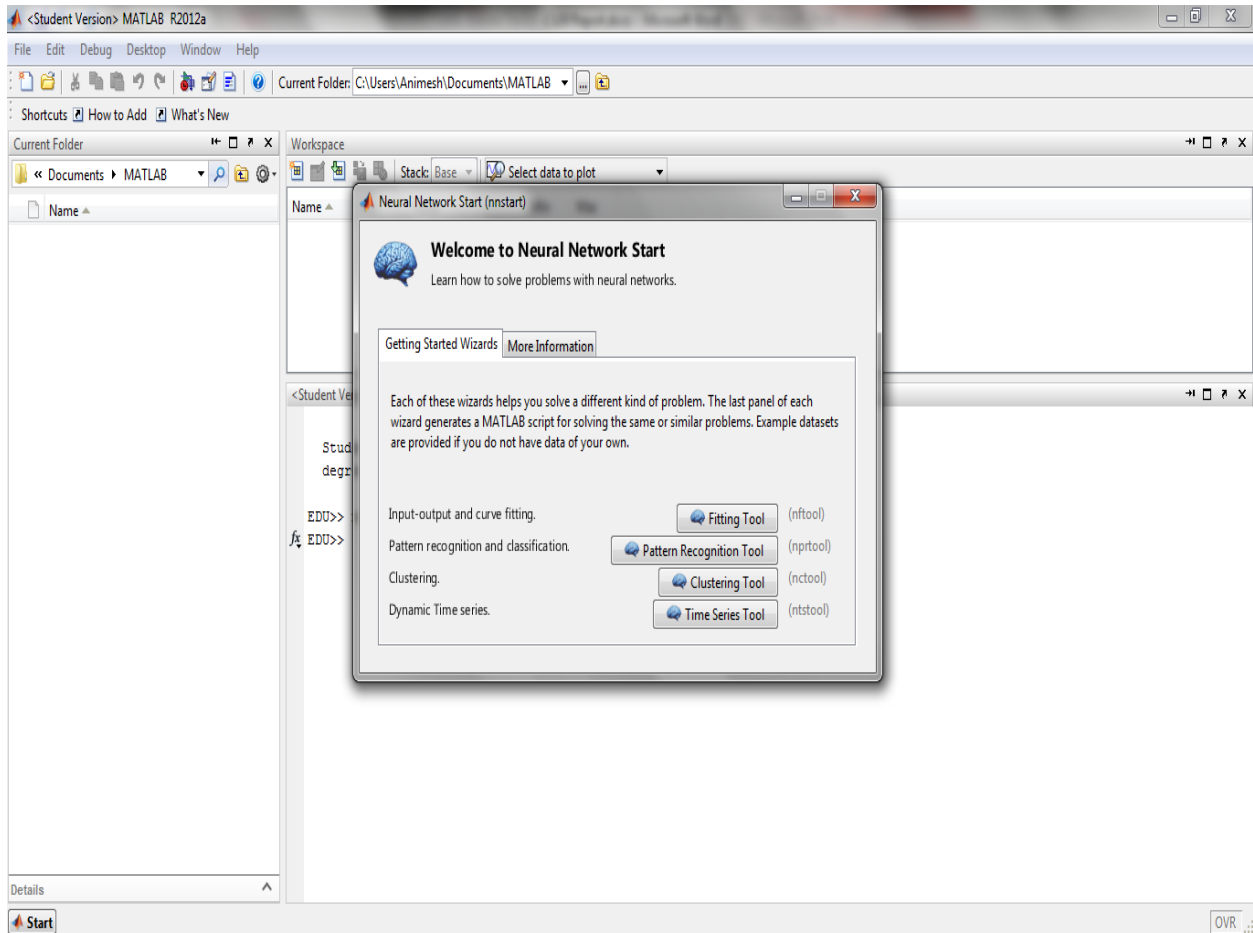 <Student Version> MATLAB R2012a
File Edit Debug Desktop Window Help
Current Folder: C:\Users\Animesh\Documents\MATLAB ...
Shortcuts How to Add What's New
Current Folder
« Documents MATLAB
Name
Workspace
Stack: Base Select data to plot
Name
Neural Network Start (nnstart)
Welcome to Neural Network Start
Learn how to solve problems with neural networks.
Getting Started Wizards More Information
Each of these wizards helps you solve a different kind of problem. The last panel of each
wizard generates a MATLAB script for solving the same or similar problems. Example datasets
are provided if you do not have data of your own.
Input-output and curve fitting. Fitting Tool (nftool)
Pattern recognition and classification. Pattern Recognition Tool (nprtool)
Clustering. Clustering Tool (nctool)
Dynamic Time series. Time Series Tool (ntstool)
<Student Ve
Stud
degr
EDU>>
fx EDU>>
Details
Start
OVR